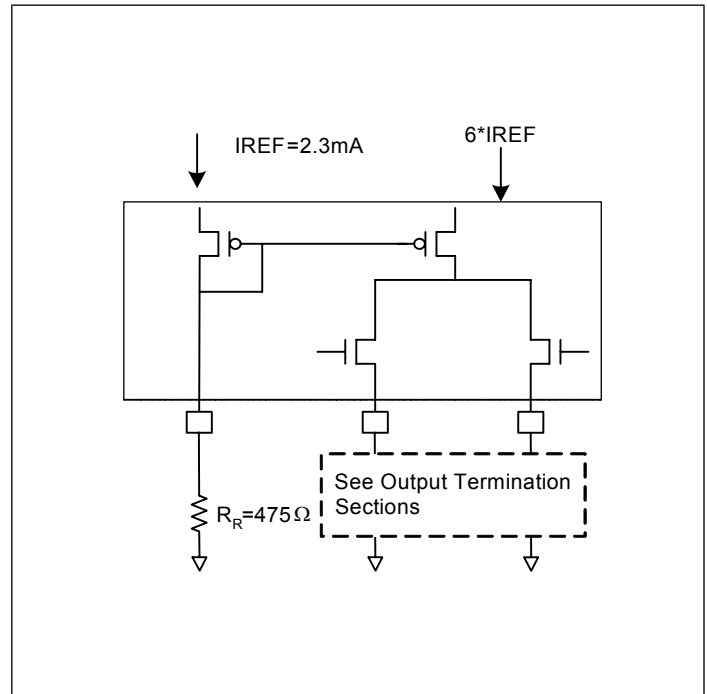 IREF=2.3mA
6*IREF
See Output Termination
Sections
R_R=475Ω